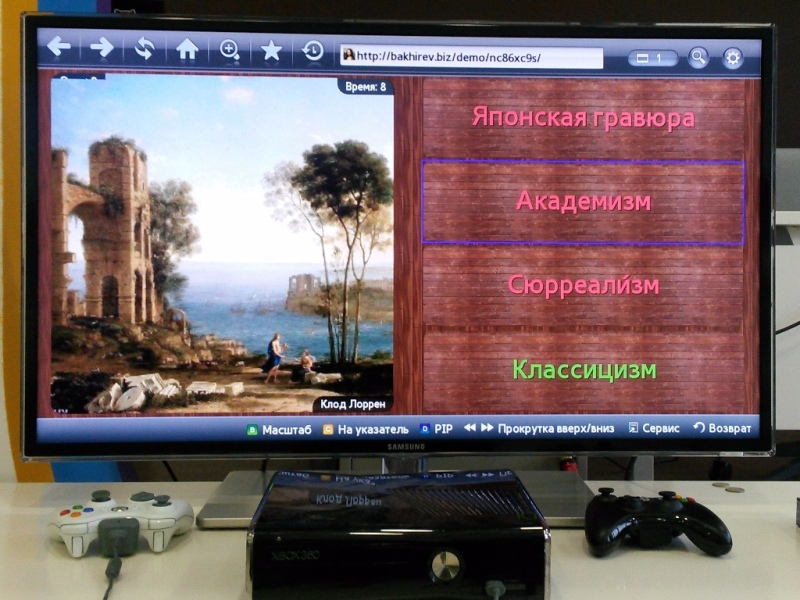 http://bakhirev.biz/demo/nc86xc9s/
1
Время: 8
Японская гравюра
Академизм
Сюрреали́зм
Классицизм
Клод Лоррен
B Масштаб C На указатель D PIP Прокрутка вверх/вниз Сервис Возврат
SAMSUNG
XBOX 360